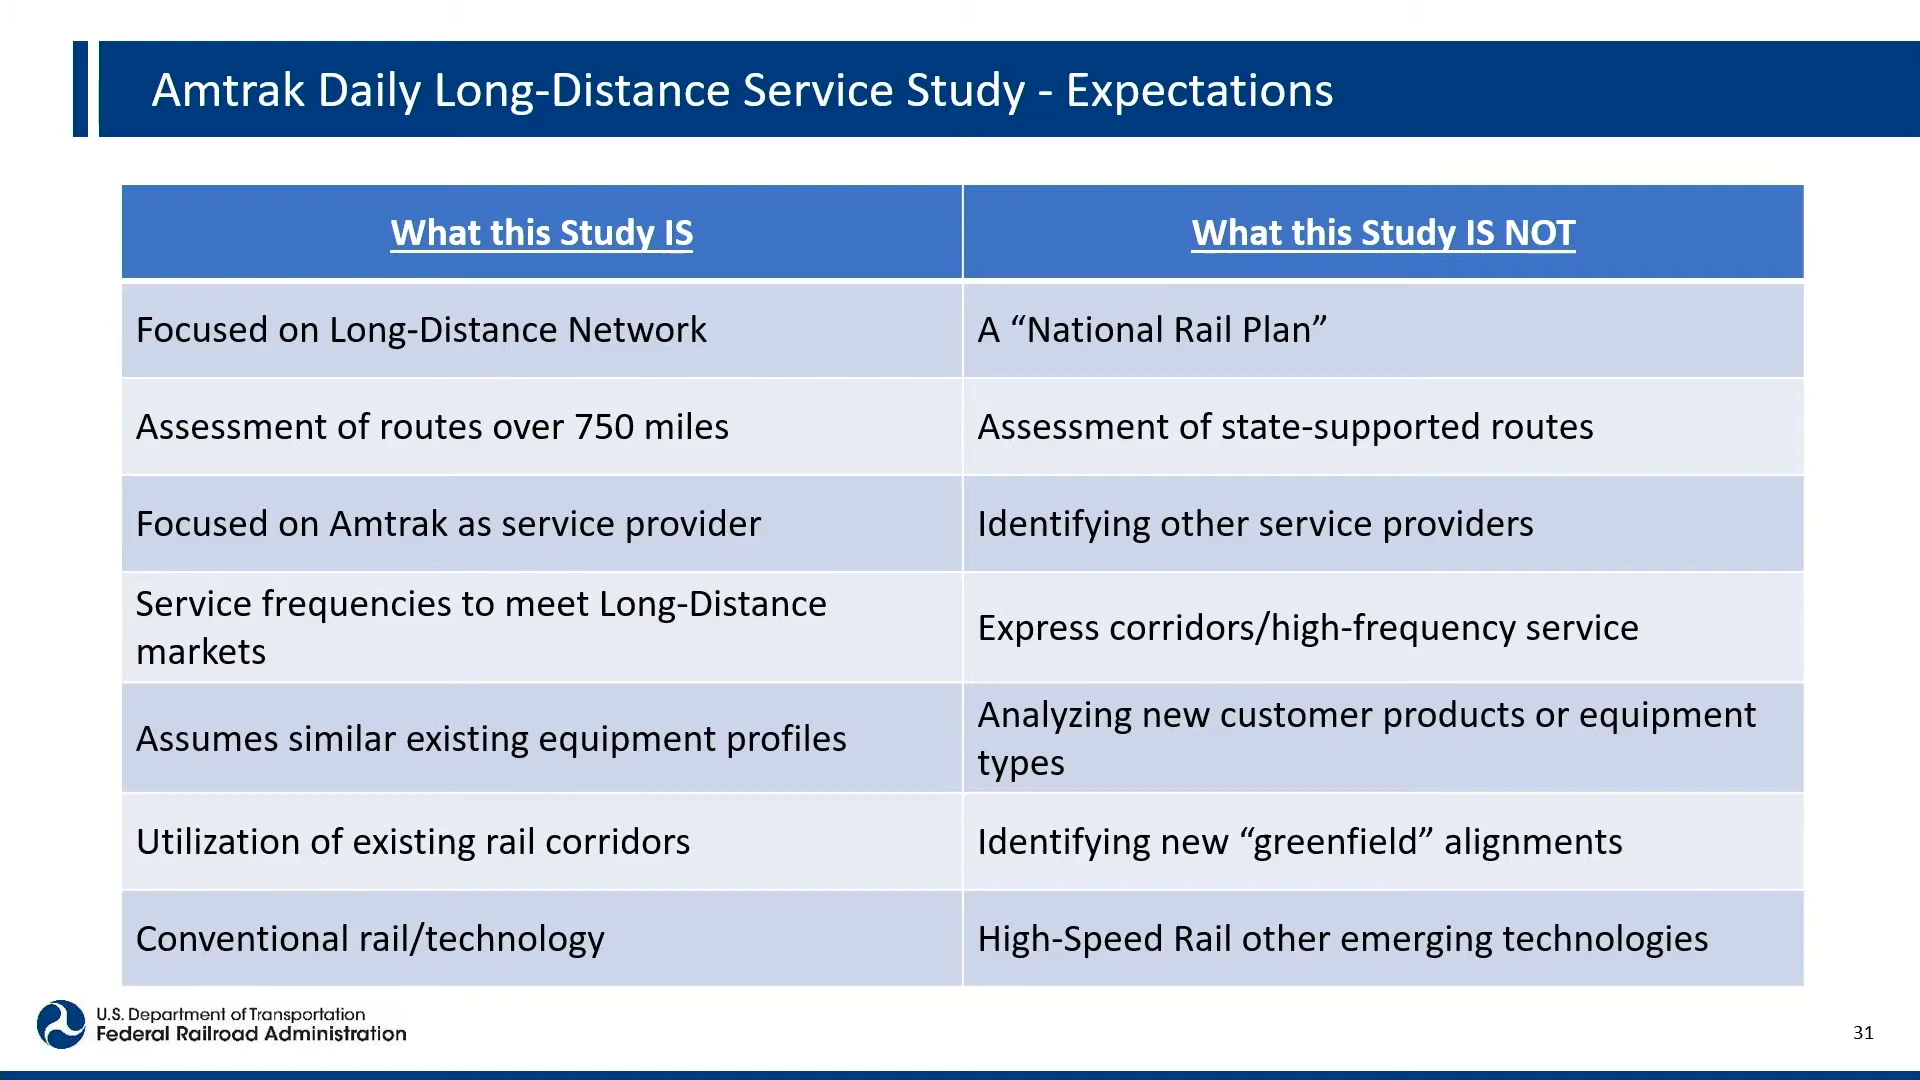 Amtrak Daily Long-Distance Service Study - Expectations
What this Study IS
What this Study IS NOT
Focused on Long-Distance Network
A “National Rail Plan”
Assessment of routes over 750 miles
Assessment of state-supported routes
Focused on Amtrak as service provider
Identifying other service providers
Service frequencies to meet Long-Distance
markets
Express corridors/high-frequency service
Assumes similar existing equipment profiles
Analyzing new customer products or equipment
types
Utilization of existing rail corridors
Identifying new “greenfield” alignments
Conventional rail/technology
High-Speed Rail other emerging technologies
U.S. Department of Transportation
Federal Railroad Administration
31